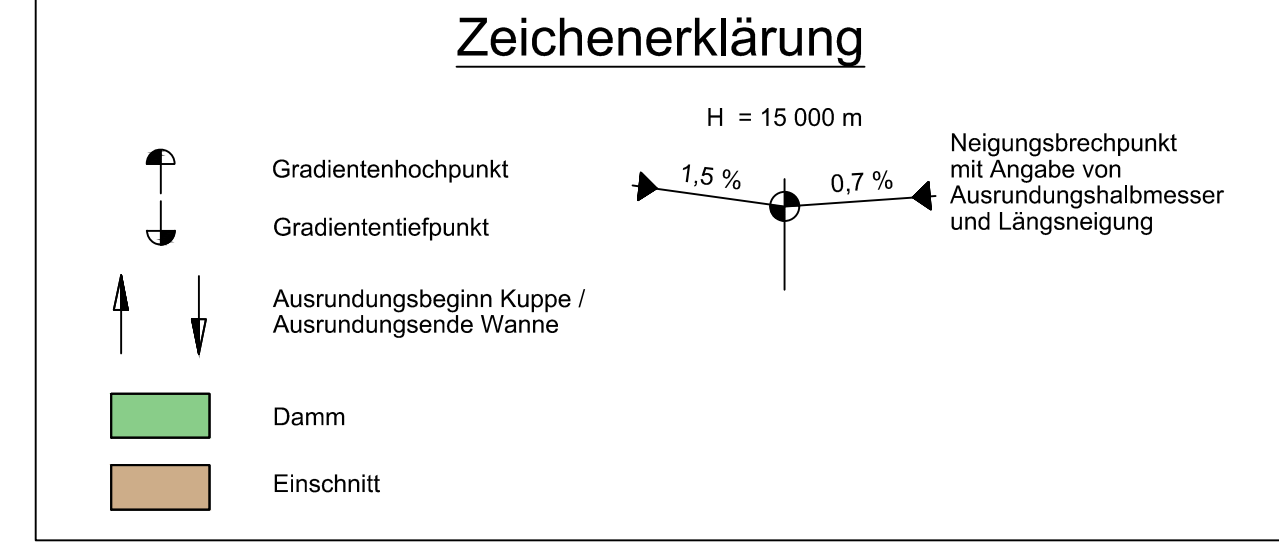 Zeichenerklärung
Gradientenhochpunkt
Gradiententiefpunkt
Ausrundungsbeginn Kuppe /
Ausrundungsende Wanne
Damm
Einschnitt
H = 15 000 m
1,5 %
0,7 %
Neigungsbrechpunkt
mit Angabe von
Ausrundungshalbmesser
und Längsneigung